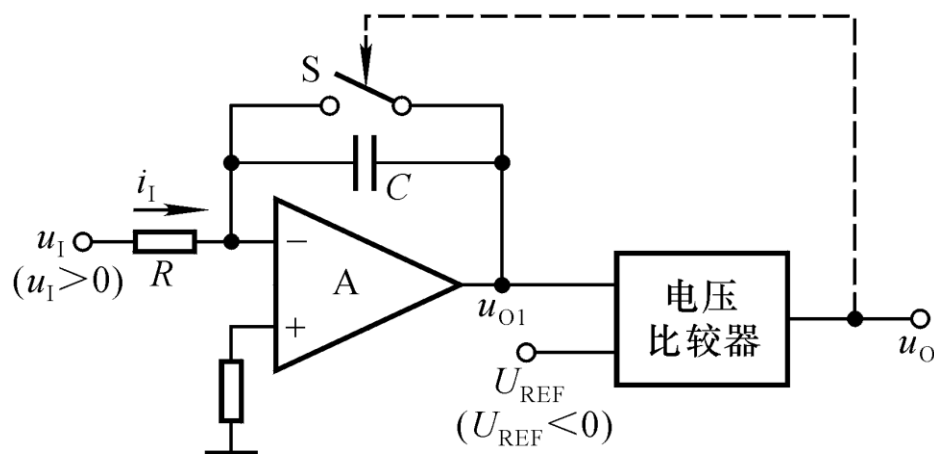 S
C
i_I
u_I
(u_I>0)
R
−
+
A
u_O1
电压
比较器
U_REF
(U_REF<0)
u_O